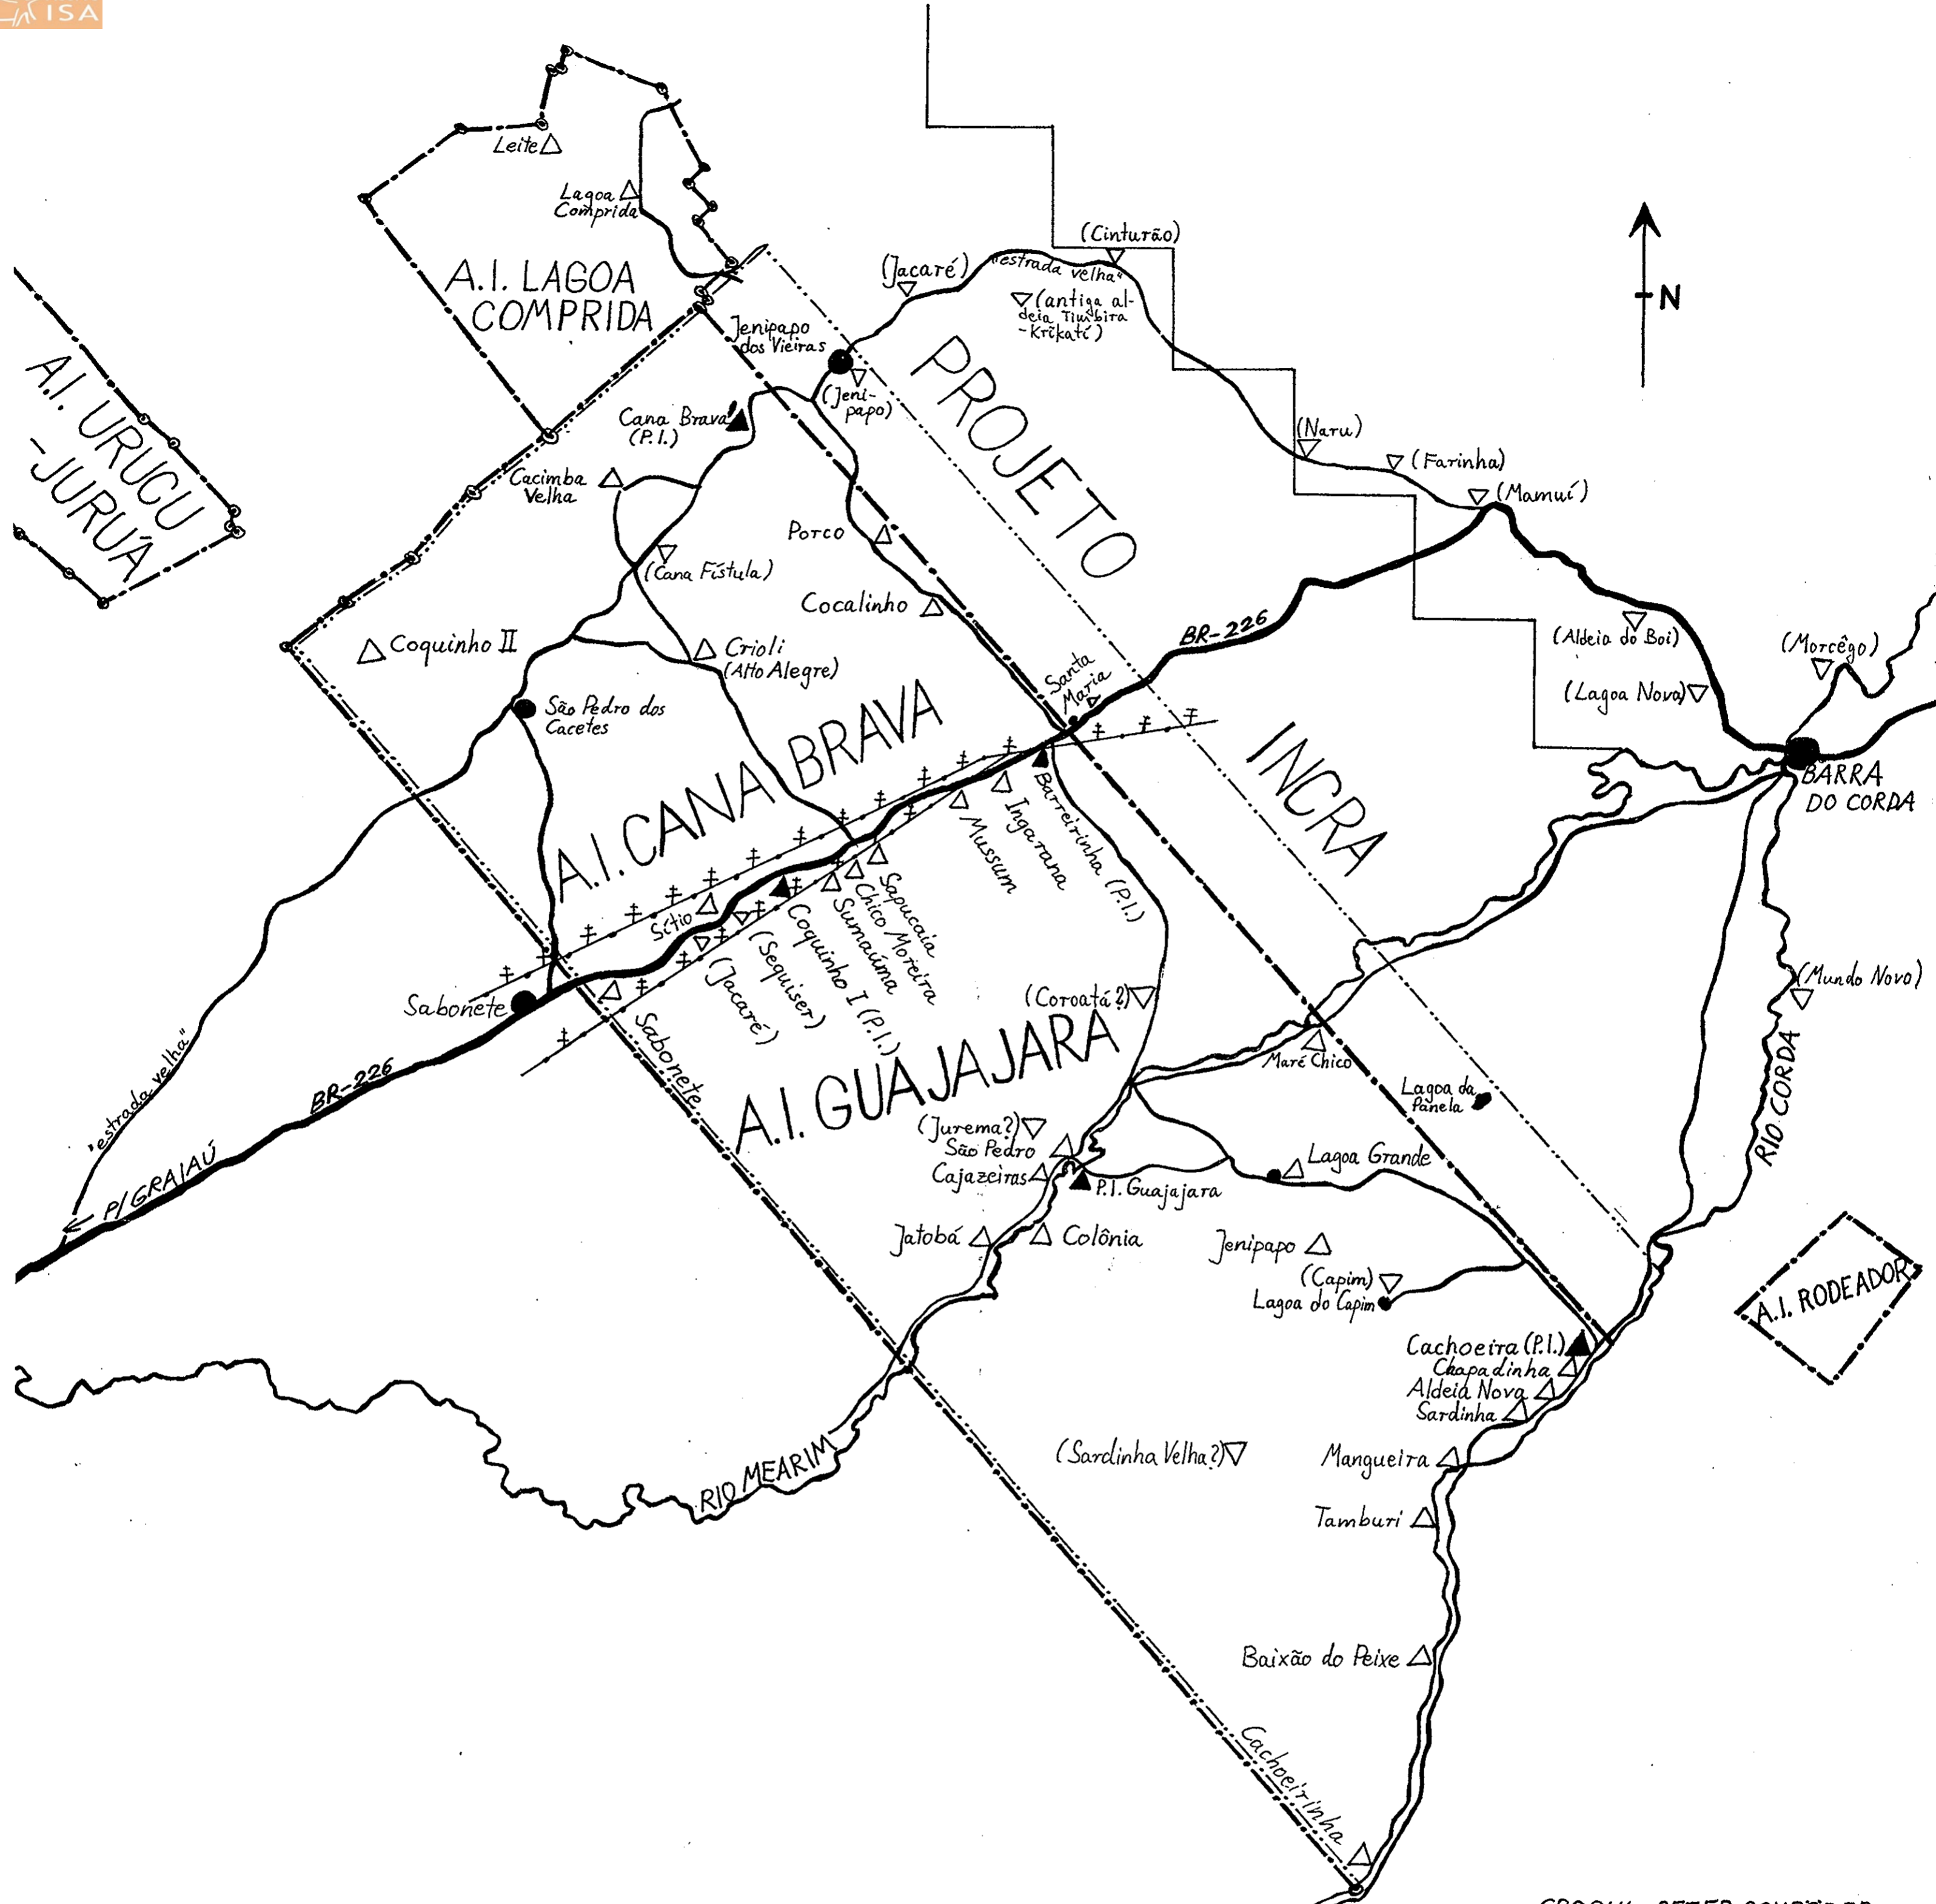 ISA
Leite
Lagoa
Comprida
A.I. LAGOA
COMPRIDA
(Cinturão)
"estrada velha"
(Jacaré)
(antiga al-
deia Timbira
-Krikatí)
N
A.I. URUCU
-JURUÁ
Jenipapo
dos Vieiras
(Jeni-
papo)
PROJETO
INCRA
Cana Brava
(P.I.)
Cacimba
Velha
(Naru)
(Farinha)
(Mamuí)
Porco
(Cana Fístula)
Cocalinho
Coquinho II
Crioli
(Alto Alegre)
BR-226
(Aldeia do Boi)
(Morcêgo)
(Lagoa Nova)
Santa
Maria
São Pedro dos
Cacetes
A.I. CANA BRAVA
BARRA
DO CORDA
Barreirinha (P.I.)
Ingarana
Mussum
Sapucaia
Chico Moreira
Sumaúma
Coquinho I (P.I.)
(Sequiser)
(Jacaré)
Sítio
Sabonete
Sabonete
(Coroatá?)
(Mundo Novo)
A.I. GUAJAJARA
Maré Chico
RIO CORDA
"estrada velha"
BR-226
P/GRAJAÚ
Lagoa da
Panela
(Jurema?)
São Pedro
Cajazeiras
P.I. Guajajara
Lagoa Grande
Jatobá
Colônia
Jenipapo
(Capim)
Lagoa do Capim
A.I. RODEADOR
Cachoeira (P.I.)
Chapadinha
Aldeia Nova
Sardinha
(Sardinha Velha?)
Mangueira
RIO MEARIM
Tamburi
Baixão do Peixe
Cachoeirinha